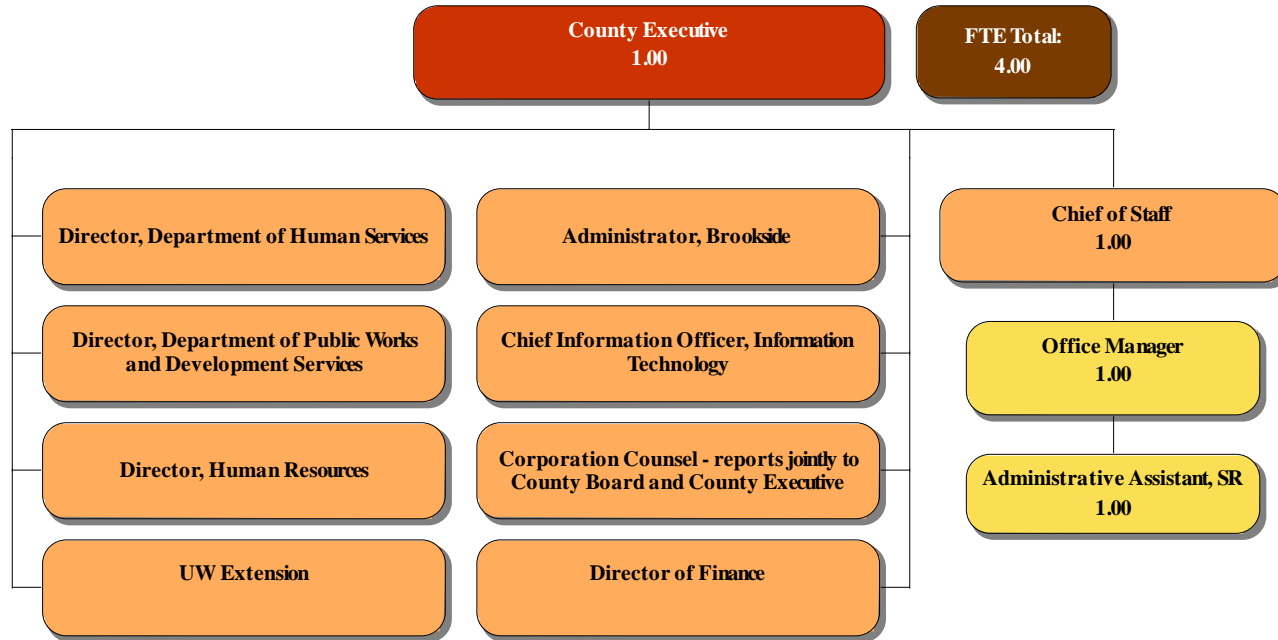 County Executive
1.00
FTE Total:
4.00
Director, Department of Human Services
Administrator, Brookside
Chief of Staff
1.00
Director, Department of Public Works
and Development Services
Chief Information Officer, Information
Technology
Office Manager
1.00
Director, Human Resources
Corporation Counsel - reports jointly to
County Board and County Executive
Administrative Assistant, SR
1.00
UW Extension
Director of Finance